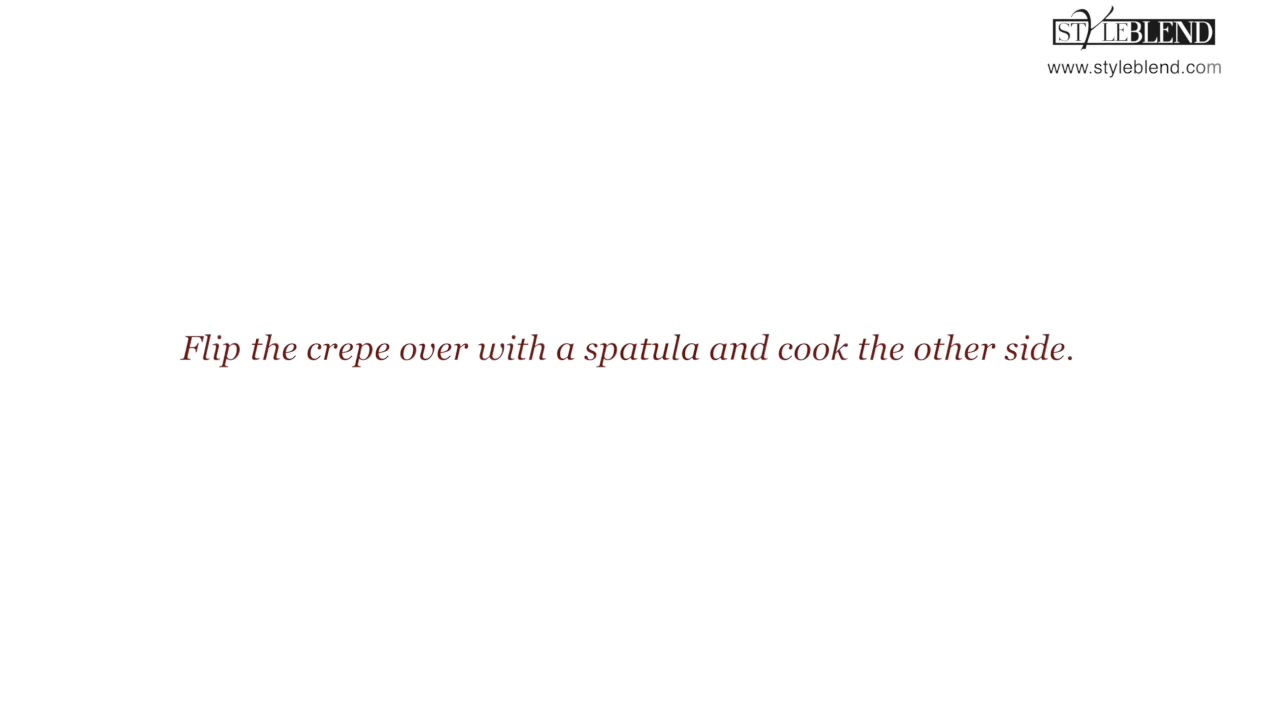 STYLEBLEND
www.styleblend.com
Flip the crepe over with a spatula and cook the other side.